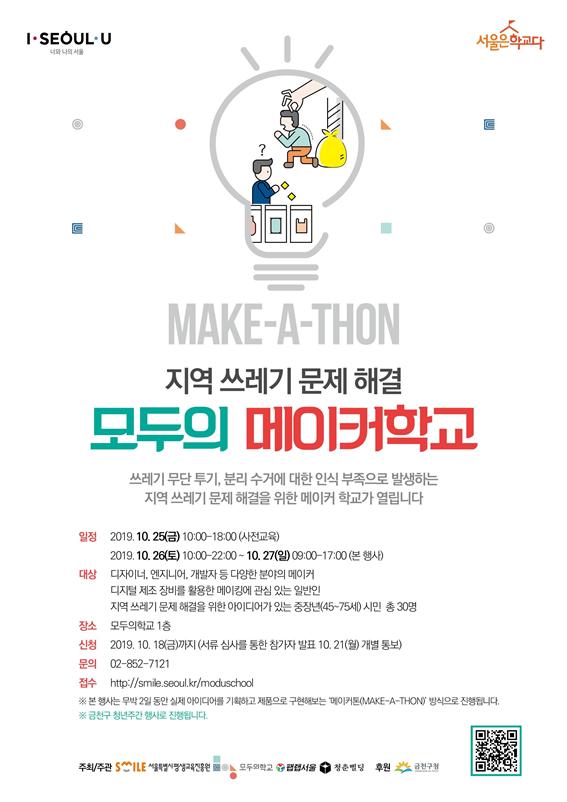 I·SEOUL·U
너와 나의 서울
서울은학교다
?
MAKE-A-THON
지역 쓰레기 문제 해결
모두의 메이커학교
쓰레기 무단 투기, 분리 수거에 대한 인식 부족으로 발생하는
지역 쓰레기 문제 해결을 위한 메이커 학교가 열립니다
일정 2019. 10. 25(금) 10:00-18:00 (사전교육)
2019. 10. 26(토) 10:00-22:00 ~ 10. 27(일) 09:00-17:00 (본 행사)
대상 디자이너, 엔지니어, 개발자 등 다양한 분야의 메이커
디지털 제조 장비를 활용한 메이킹에 관심 있는 일반인
지역 쓰레기 문제 해결을 위한 아이디어가 있는 중장년(45~75세) 시민 총 30명
장소 모두의학교 1층
신청 2019. 10. 18(금)까지 (서류 심사를 통한 참가자 발표 10. 21(월) 개별 통보)
문의 02-852-7121
접수 http://smile.seoul.kr/moduschool
※ 본 행사는 무박 2일 동안 실제 아이디어를 기획하고 제품으로 구현해보는 '메이커톤(MAKE-A-THON)' 방식으로 진행됩니다.
※ 금천구 청년주간 행사로 진행됩니다.
주최/주관 SMILE 서울특별시평생교육진흥원 모두의학교 팹랩서울 청춘삘딩 후원 금천구청